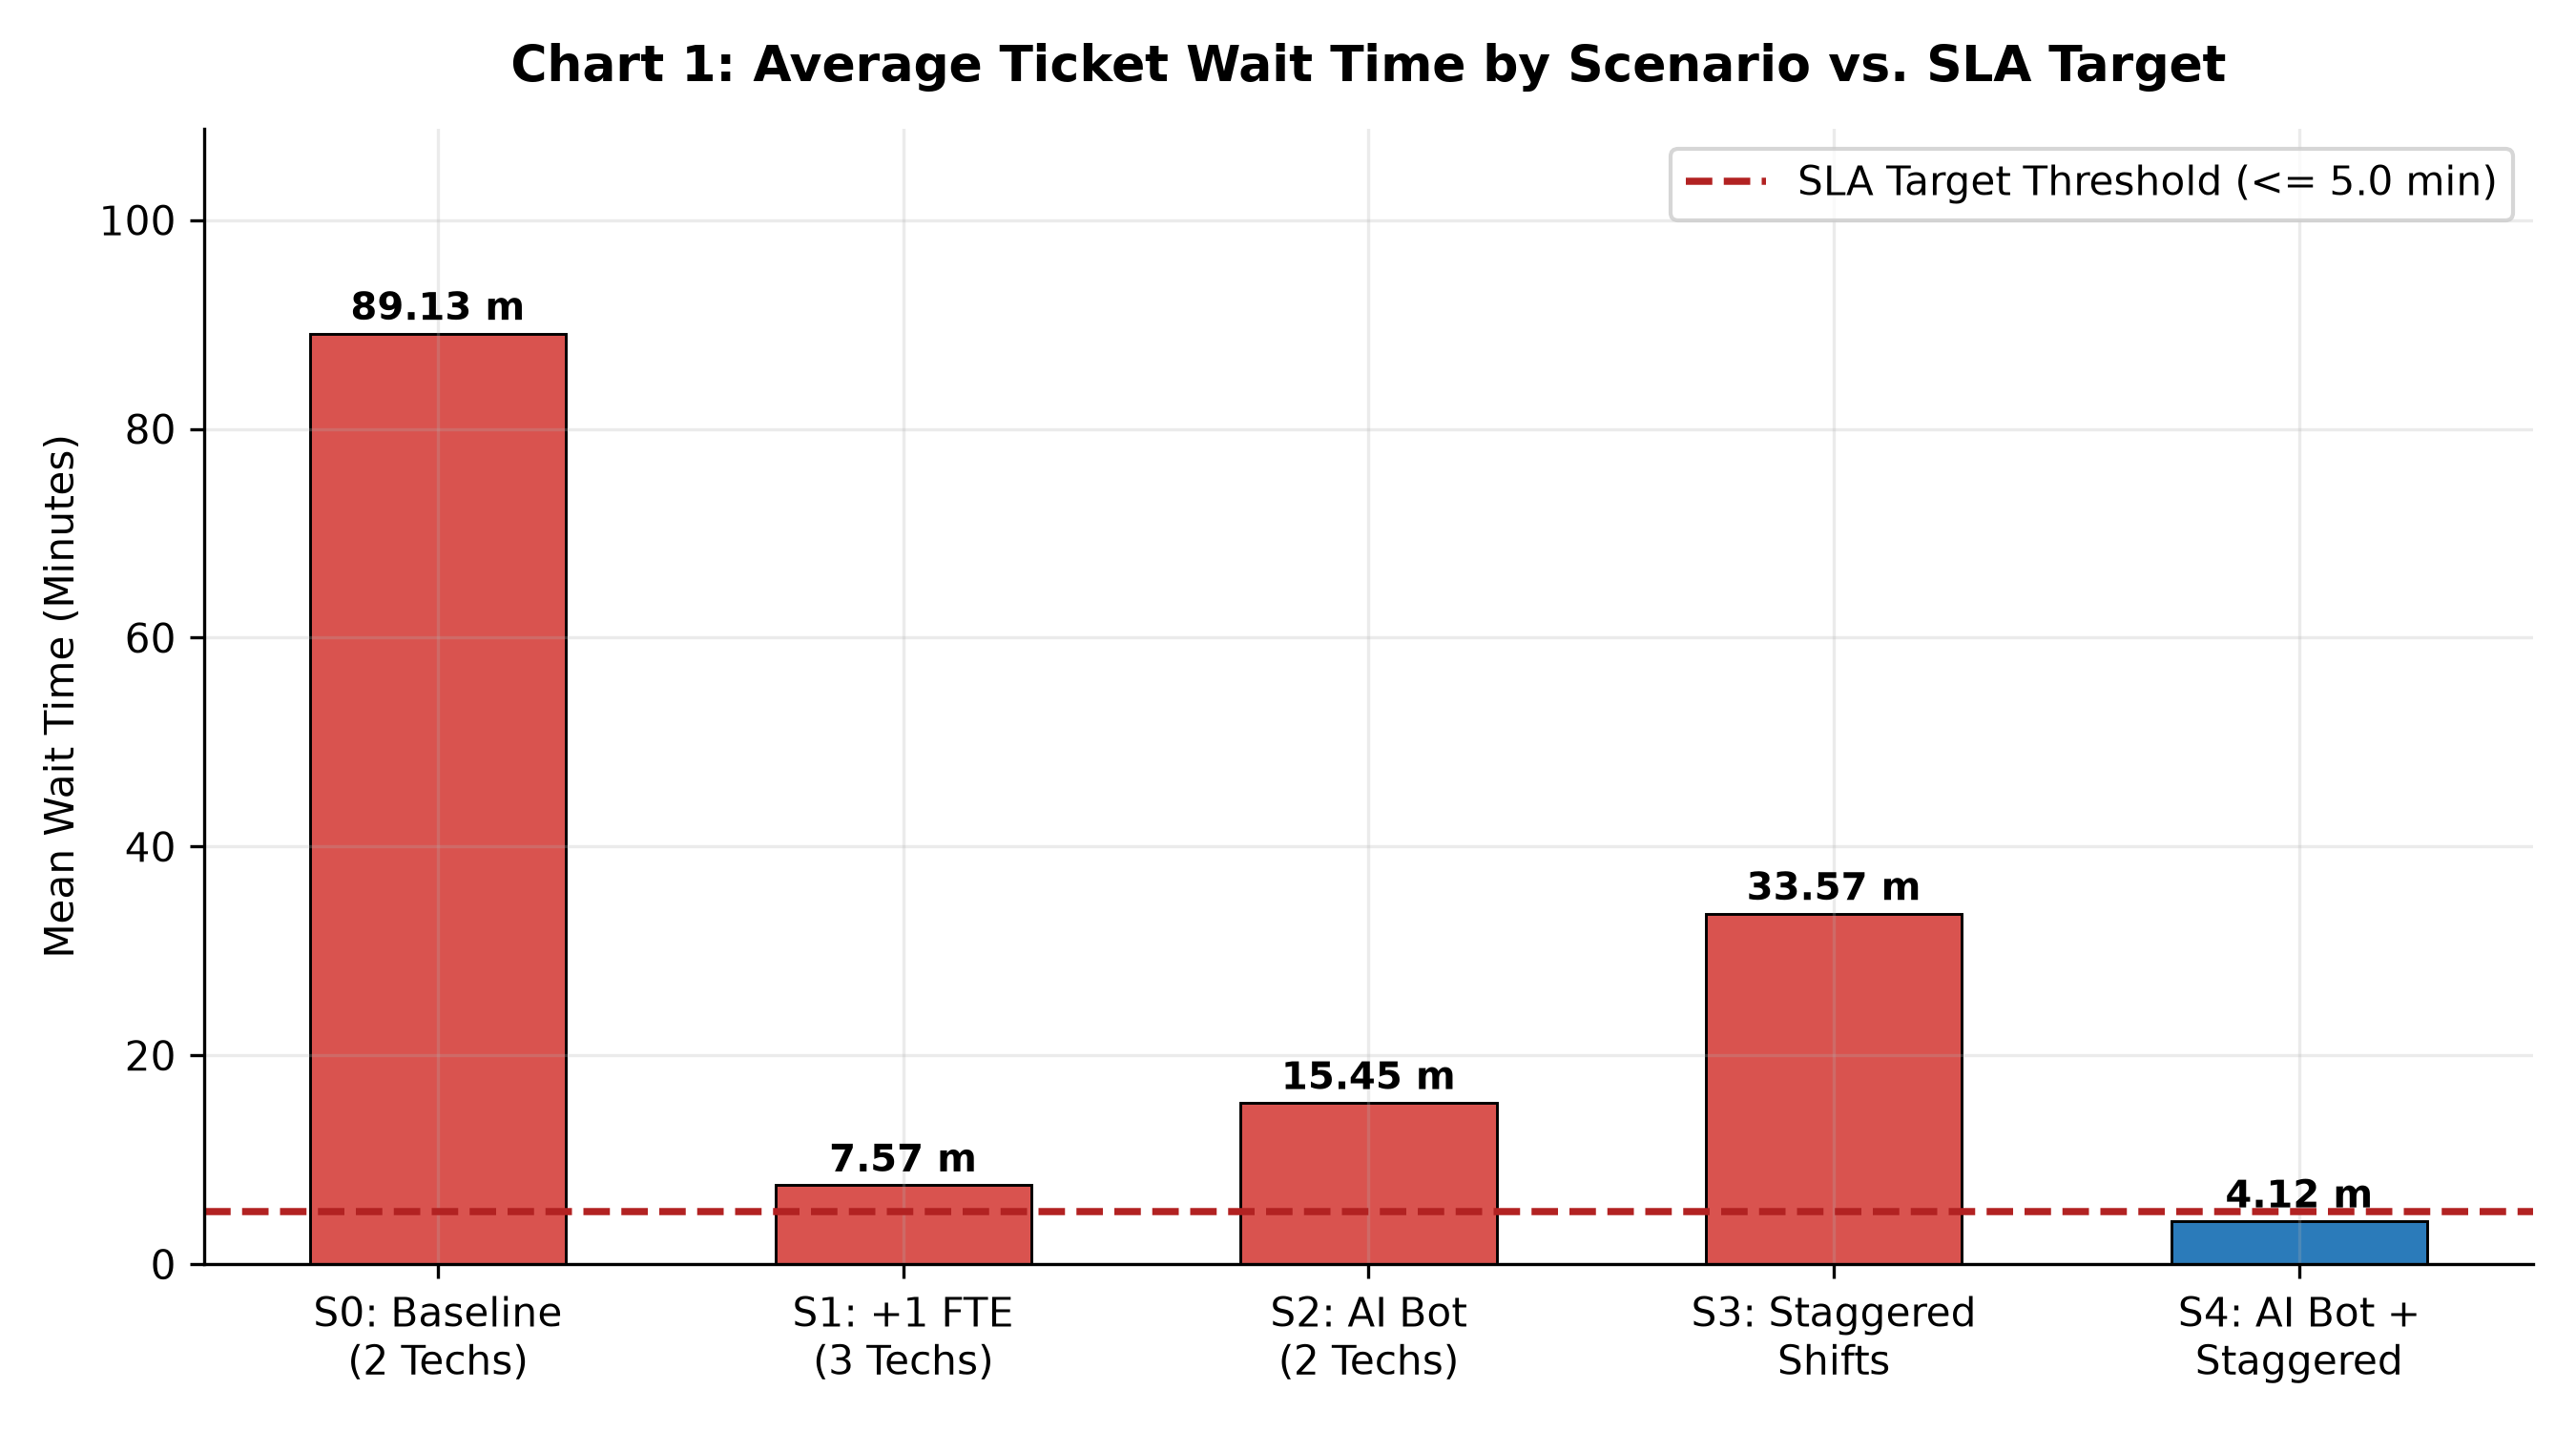 Chart 1: Average Ticket Wait Time by Scenario vs. SLA Target
SLA Target Threshold (<= 5.0 min)
Mean Wait Time (Minutes)
100
80
60
40
20
0
89.13 m
7.57 m
15.45 m
33.57 m
4.12 m
S0: Baseline
(2 Techs)
S1: +1 FTE
(3 Techs)
S2: AI Bot
(2 Techs)
S3: Staggered
Shifts
S4: AI Bot +
Staggered